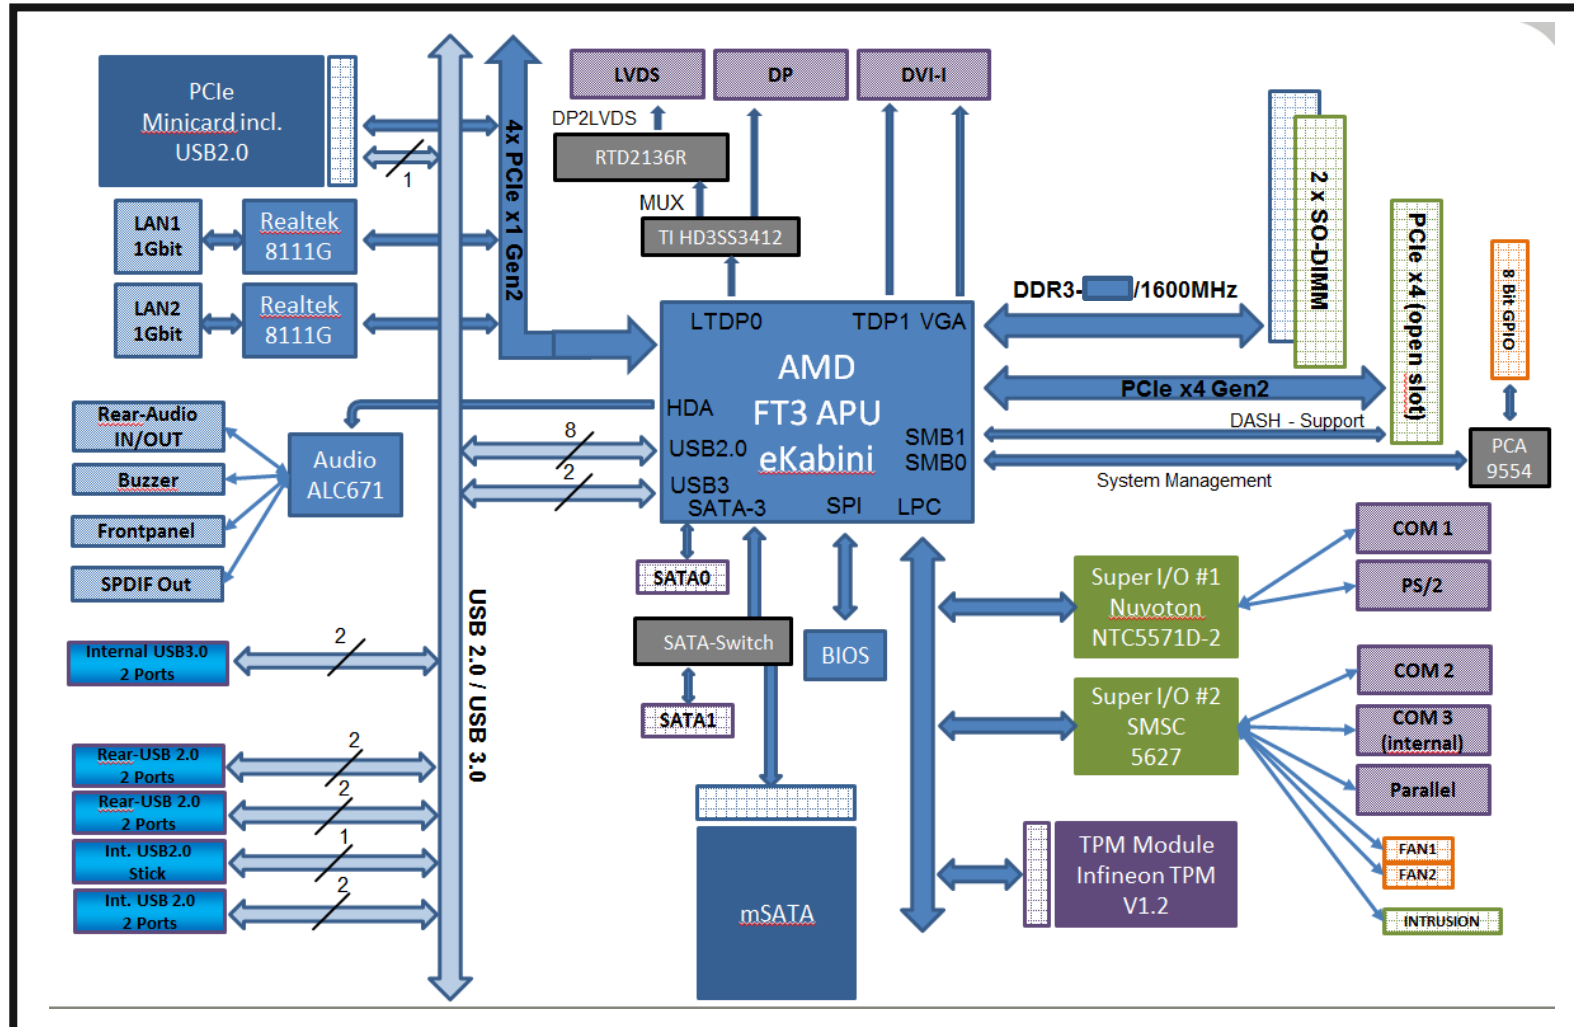 PCIe
Minicard incl.
USB2.0
1
LAN1
1Gbit
Realtek
8111G
LAN2
1Gbit
Realtek
8111G
4x PCIe x1 Gen2
LVDS
DP
DVI-I
DP2LVDS
RTD2136R
MUX
TI HD3SS3412
2 x SO-DIMM
PCIe x4 (open slot)
8 Bit GPIO
DDR3-
/1600MHz
LTDP0
TDP1 VGA
AMD
FT3 APU
eKabini
HDA
USB2.0
USB3
SATA-3
SPI
LPC
SMB1
SMB0
PCIe x4 Gen2
DASH - Support
System Management
PCA
9554
8
2
Rear-Audio
IN/OUT
Buzzer
Frontpanel
SPDIF Out
Audio
ALC671
USB 2.0 / USB 3.0
SATA0
SATA-Switch
SATA1
BIOS
mSATA
Super I/O #1
Nuvoton
NTC5571D-2
COM 1
PS/2
Super I/O #2
SMSC
5627
COM 2
COM 3
(internal)
Parallel
FAN1
FAN2
INTRUSION
TPM Module
Infineon TPM
V1.2
Internal USB3.0
2 Ports
2
Rear-USB 2.0
2 Ports
2
Rear-USB 2.0
2 Ports
2
Int. USB2.0
Stick
1
Int. USB 2.0
2 Ports
2